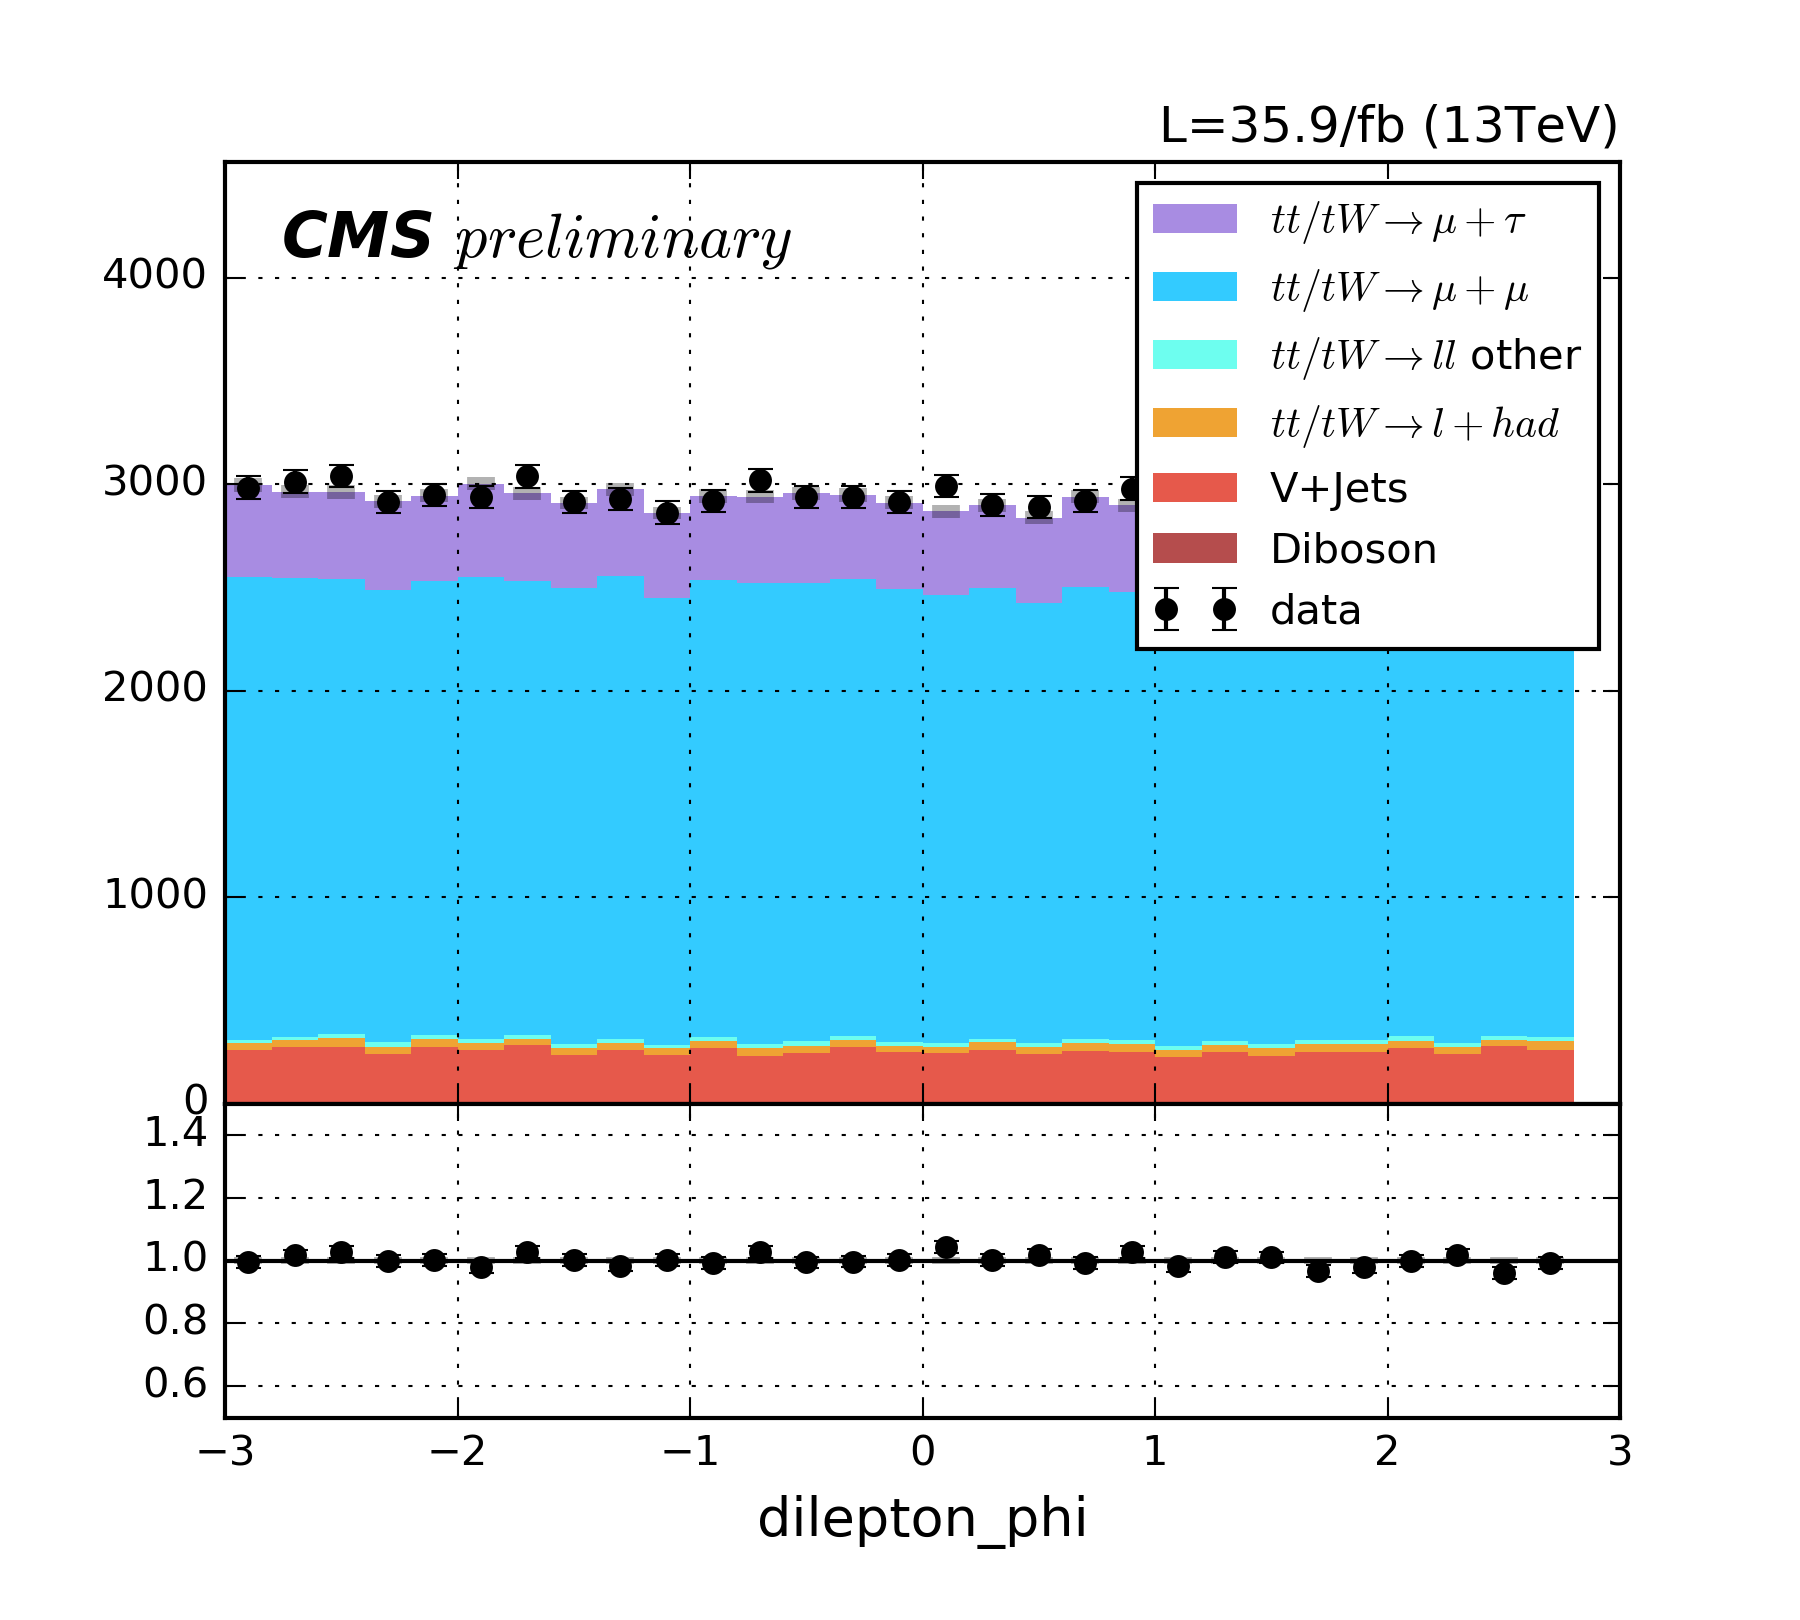 L=35.9/fb (13TeV)
CMS preliminary
tt/tW→μ+τ
tt/tW→μ+μ
tt/tW→ll other
tt/tW→l+had
V+Jets
Diboson
data
4000
3000
2000
1000
0
1.4
1.2
1.0
0.8
0.6
−3 −2 −1 0 1 2 3
dilepton_phi